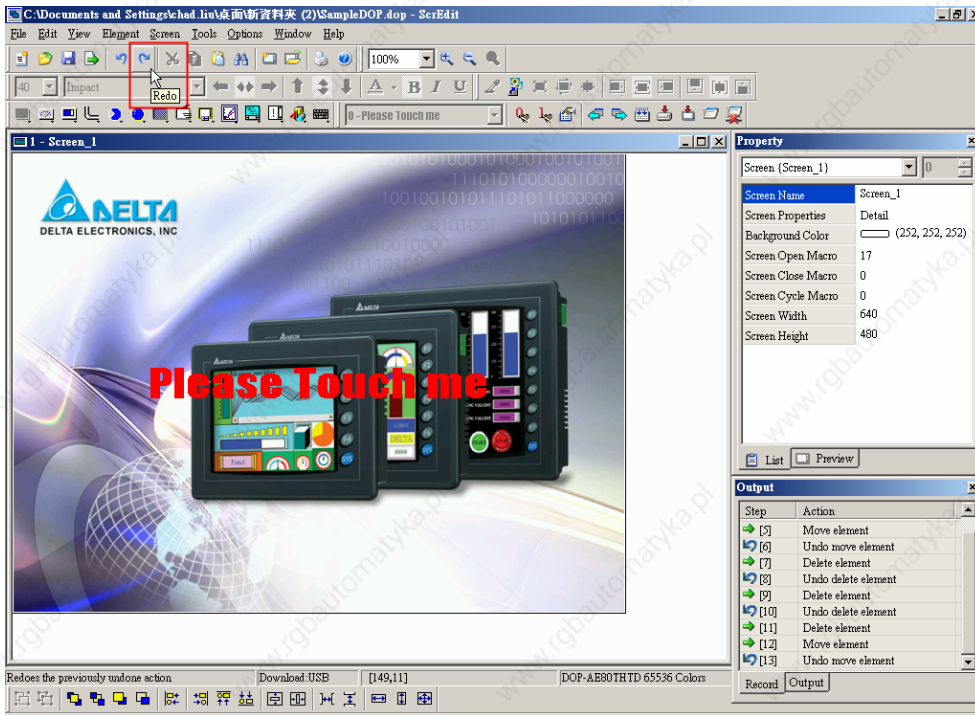 C:\Documents and Settings\chad.liu\桌面\新資料夾 (2)\SampleDOP.dop - ScrEdit
File Edit View Element Screen Tools Options Window Help
100%
40 Impact
A B I U
Redo
0 - Please Touch me
1 - Screen_1
DELTA
DELTA ELECTRONICS, INC
Please Touch me
Property
Screen {Screen_1} 0
Screen Name Screen_1
Screen Properties Detail
Background Color (252, 252, 252)
Screen Open Macro 17
Screen Close Macro 0
Screen Cycle Macro 0
Screen Width 640
Screen Height 480
List Preview
Output
Step Action
[5] Move element
[6] Undo move element
[7] Delete element
[8] Undo delete element
[9] Delete element
[10] Undo delete element
[11] Delete element
[12] Move element
[13] Undo move element
Record Output
Redoes the previously undone action Download:USB [149,11] DOP-AE80THTD 65536 Colors
www.rgbautomatyka.pl